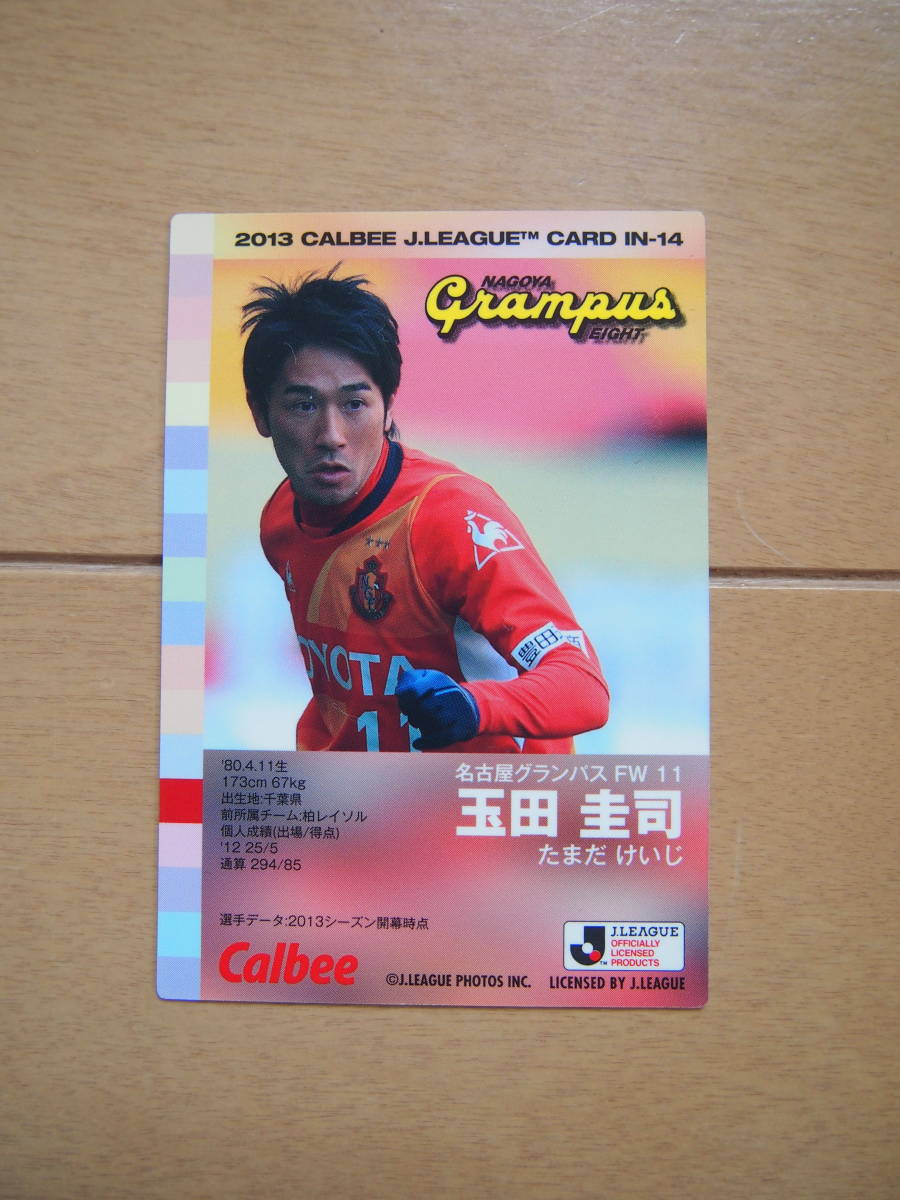 2013 CALBEE J.LEAGUE™ CARD IN-14
NAGOYA
Grampus
EIGHT
豊田
TOYOTA
11
'80.4.11生
173cm 67kg
出生地:千葉県
前所属チーム:柏レイソル
個人成績(出場/得点)
'12 25/5
通算 294/85
名古屋グランパス FW 11
玉田 圭司
たまだ けいじ
選手データ:2013シーズン開幕時点
Calbee
©J.LEAGUE PHOTOS INC.
J.LEAGUE
OFFICIALLY
LICENSED
PRODUCTS
TM
LICENSED BY J.LEAGUE